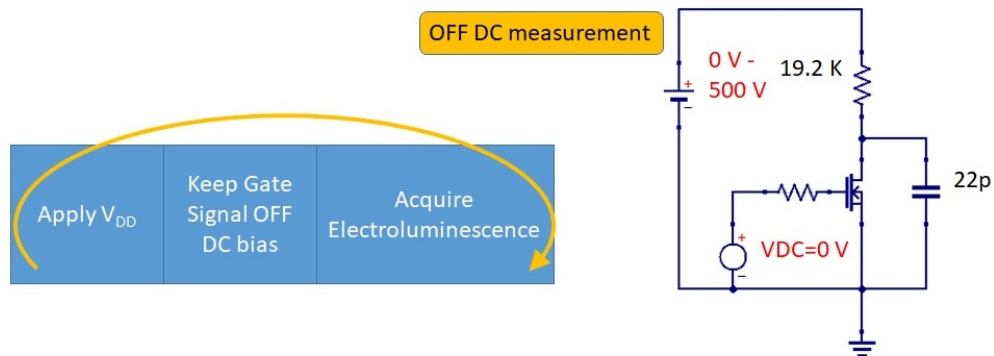 OFF DC measurement
0 V -
500 V
19.2 K
+
−
Apply VDD
Keep Gate
Signal OFF
DC bias
Acquire
Electroluminescence
22p
+
VDC=0 V
−